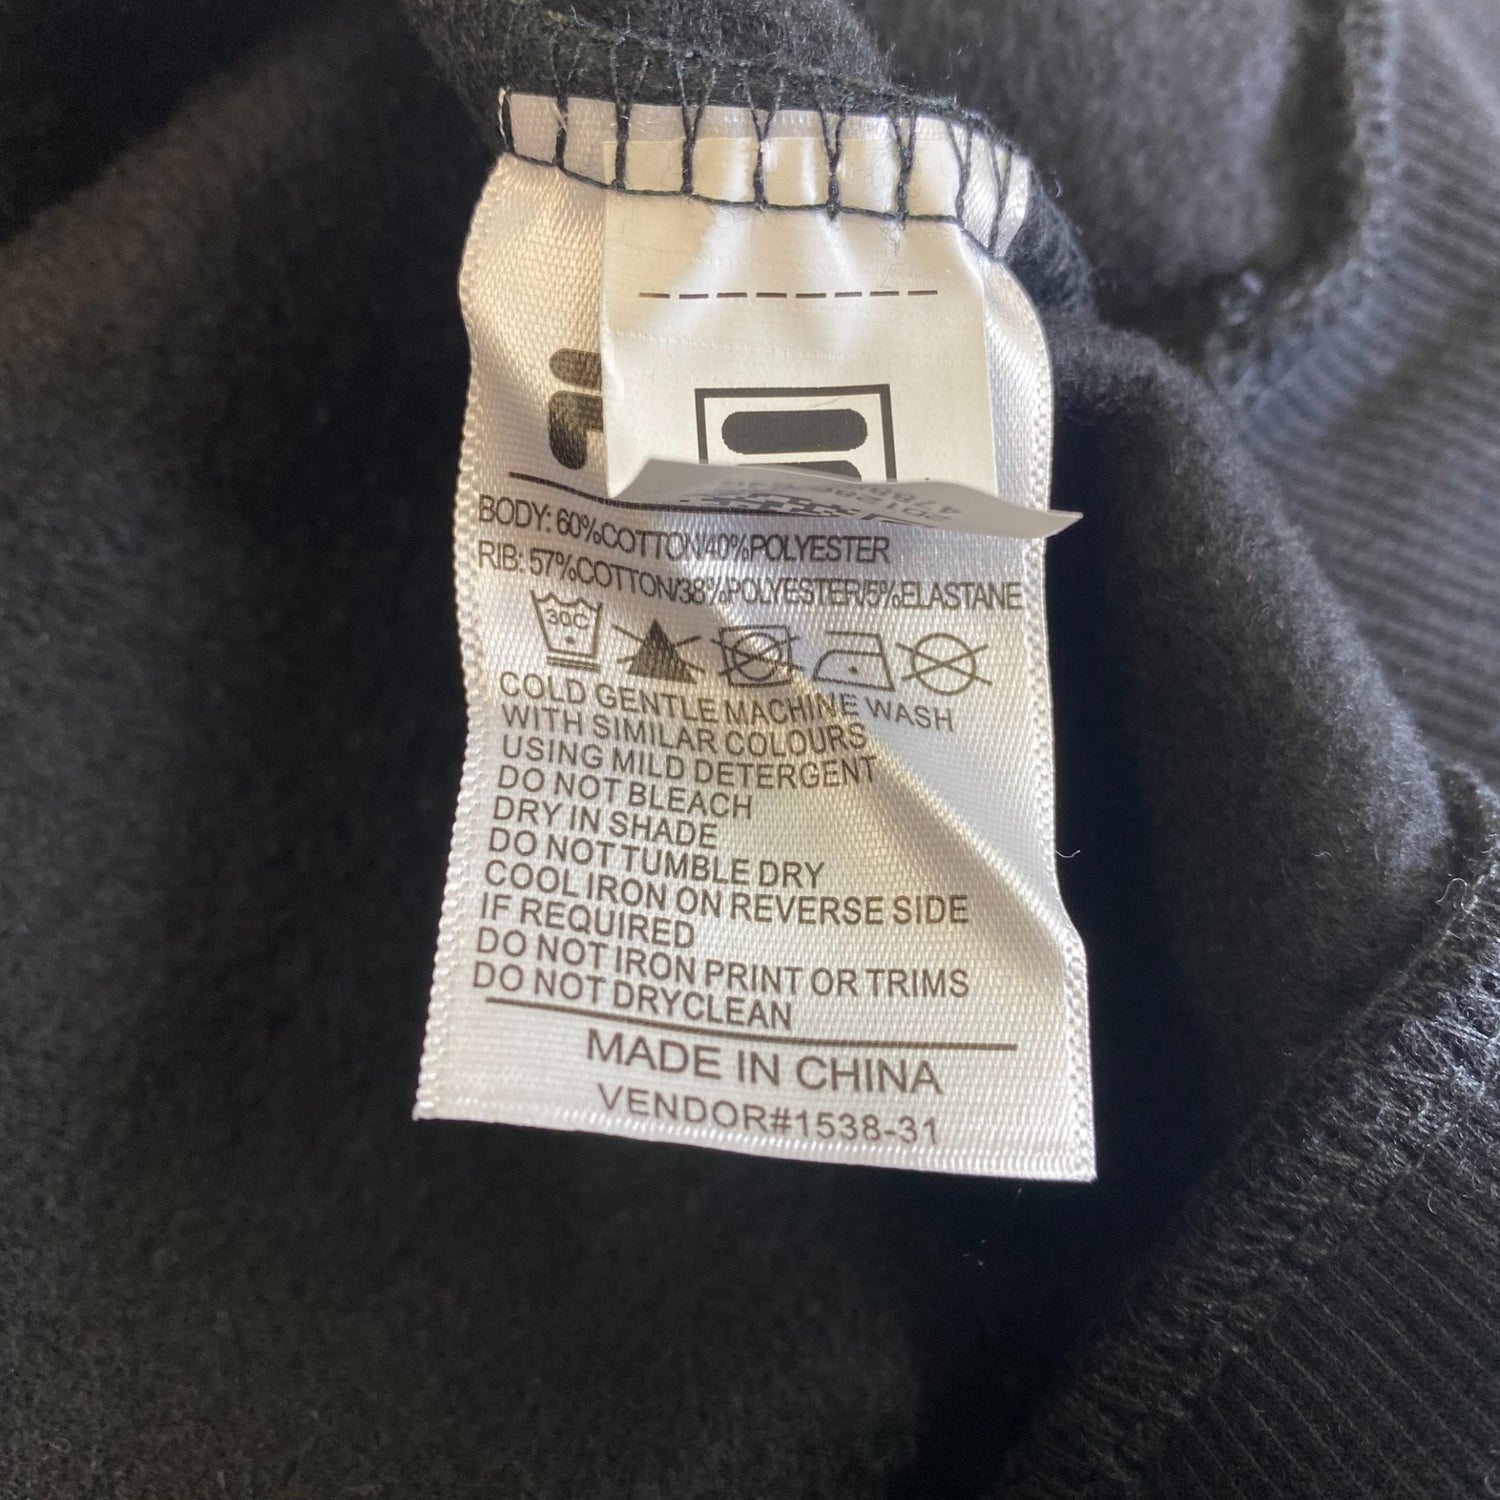 BODY: 60%COTTON/40%POLYESTER
RIB: 57%COTTON/38%POLYESTER/5%ELASTANE
30C
COLD GENTLE MACHINE WASH
WITH SIMILAR COLOURS
USING MILD DETERGENT
DO NOT BLEACH
DRY IN SHADE
DO NOT TUMBLE DRY
COOL IRON ON REVERSE SIDE
IF REQUIRED
DO NOT IRON PRINT OR TRIMS
DO NOT DRYCLEAN
MADE IN CHINA
VENDOR#1538-31